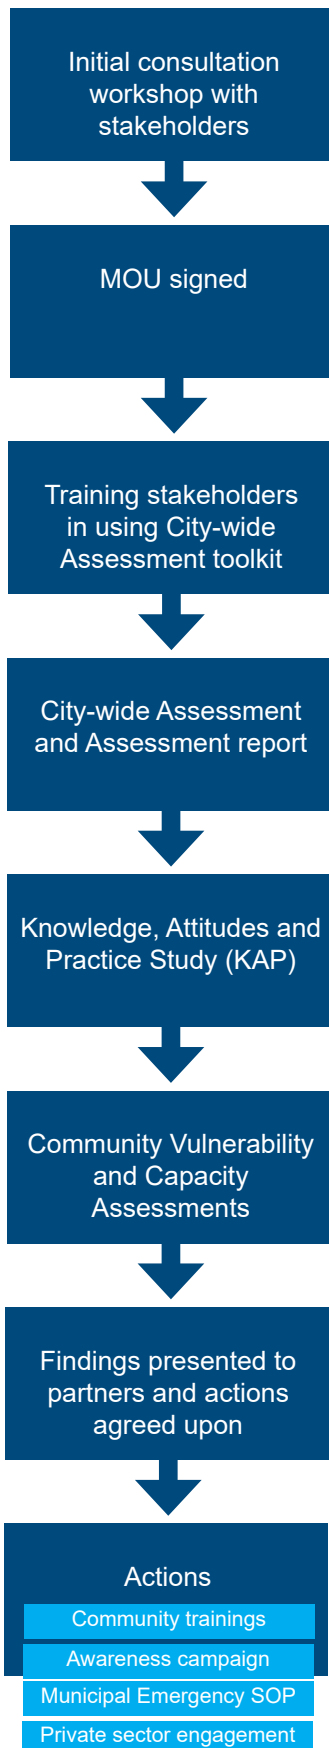 Initial consultation
workshop with
stakeholders
MOU signed
Training stakeholders
in using City-wide
Assessment toolkit
City-wide Assessment
and Assessment report
Knowledge, Attitudes and
Practice Study (KAP)
Community Vulnerability
and Capacity
Assessments
Findings presented to
partners and actions
agreed upon
Actions
Community trainings
Awareness campaign
Municipal Emergency SOP
Private sector engagement